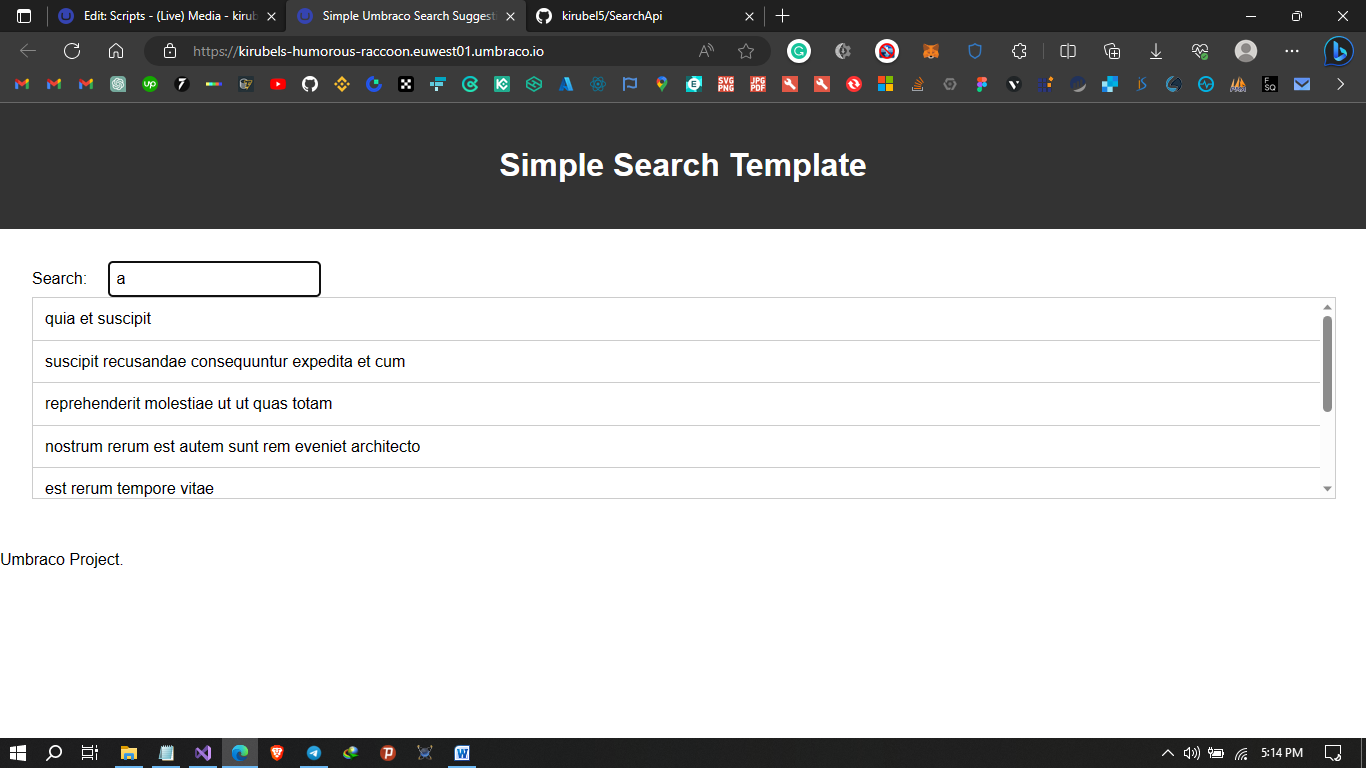 Edit: Scripts - (Live) Media - kirub
Simple Umbraco Search Suggest
kirubel5/SearchApi
https://kirubels-humorous-raccoon.euwest01.umbraco.io
Simple Search Template
Search: a
quia et suscipit
suscipit recusandae consequuntur expedita et cum
reprehenderit molestiae ut ut quas totam
nostrum rerum est autem sunt rem eveniet architecto
est rerum tempore vitae
Umbraco Project.
5:14 PM